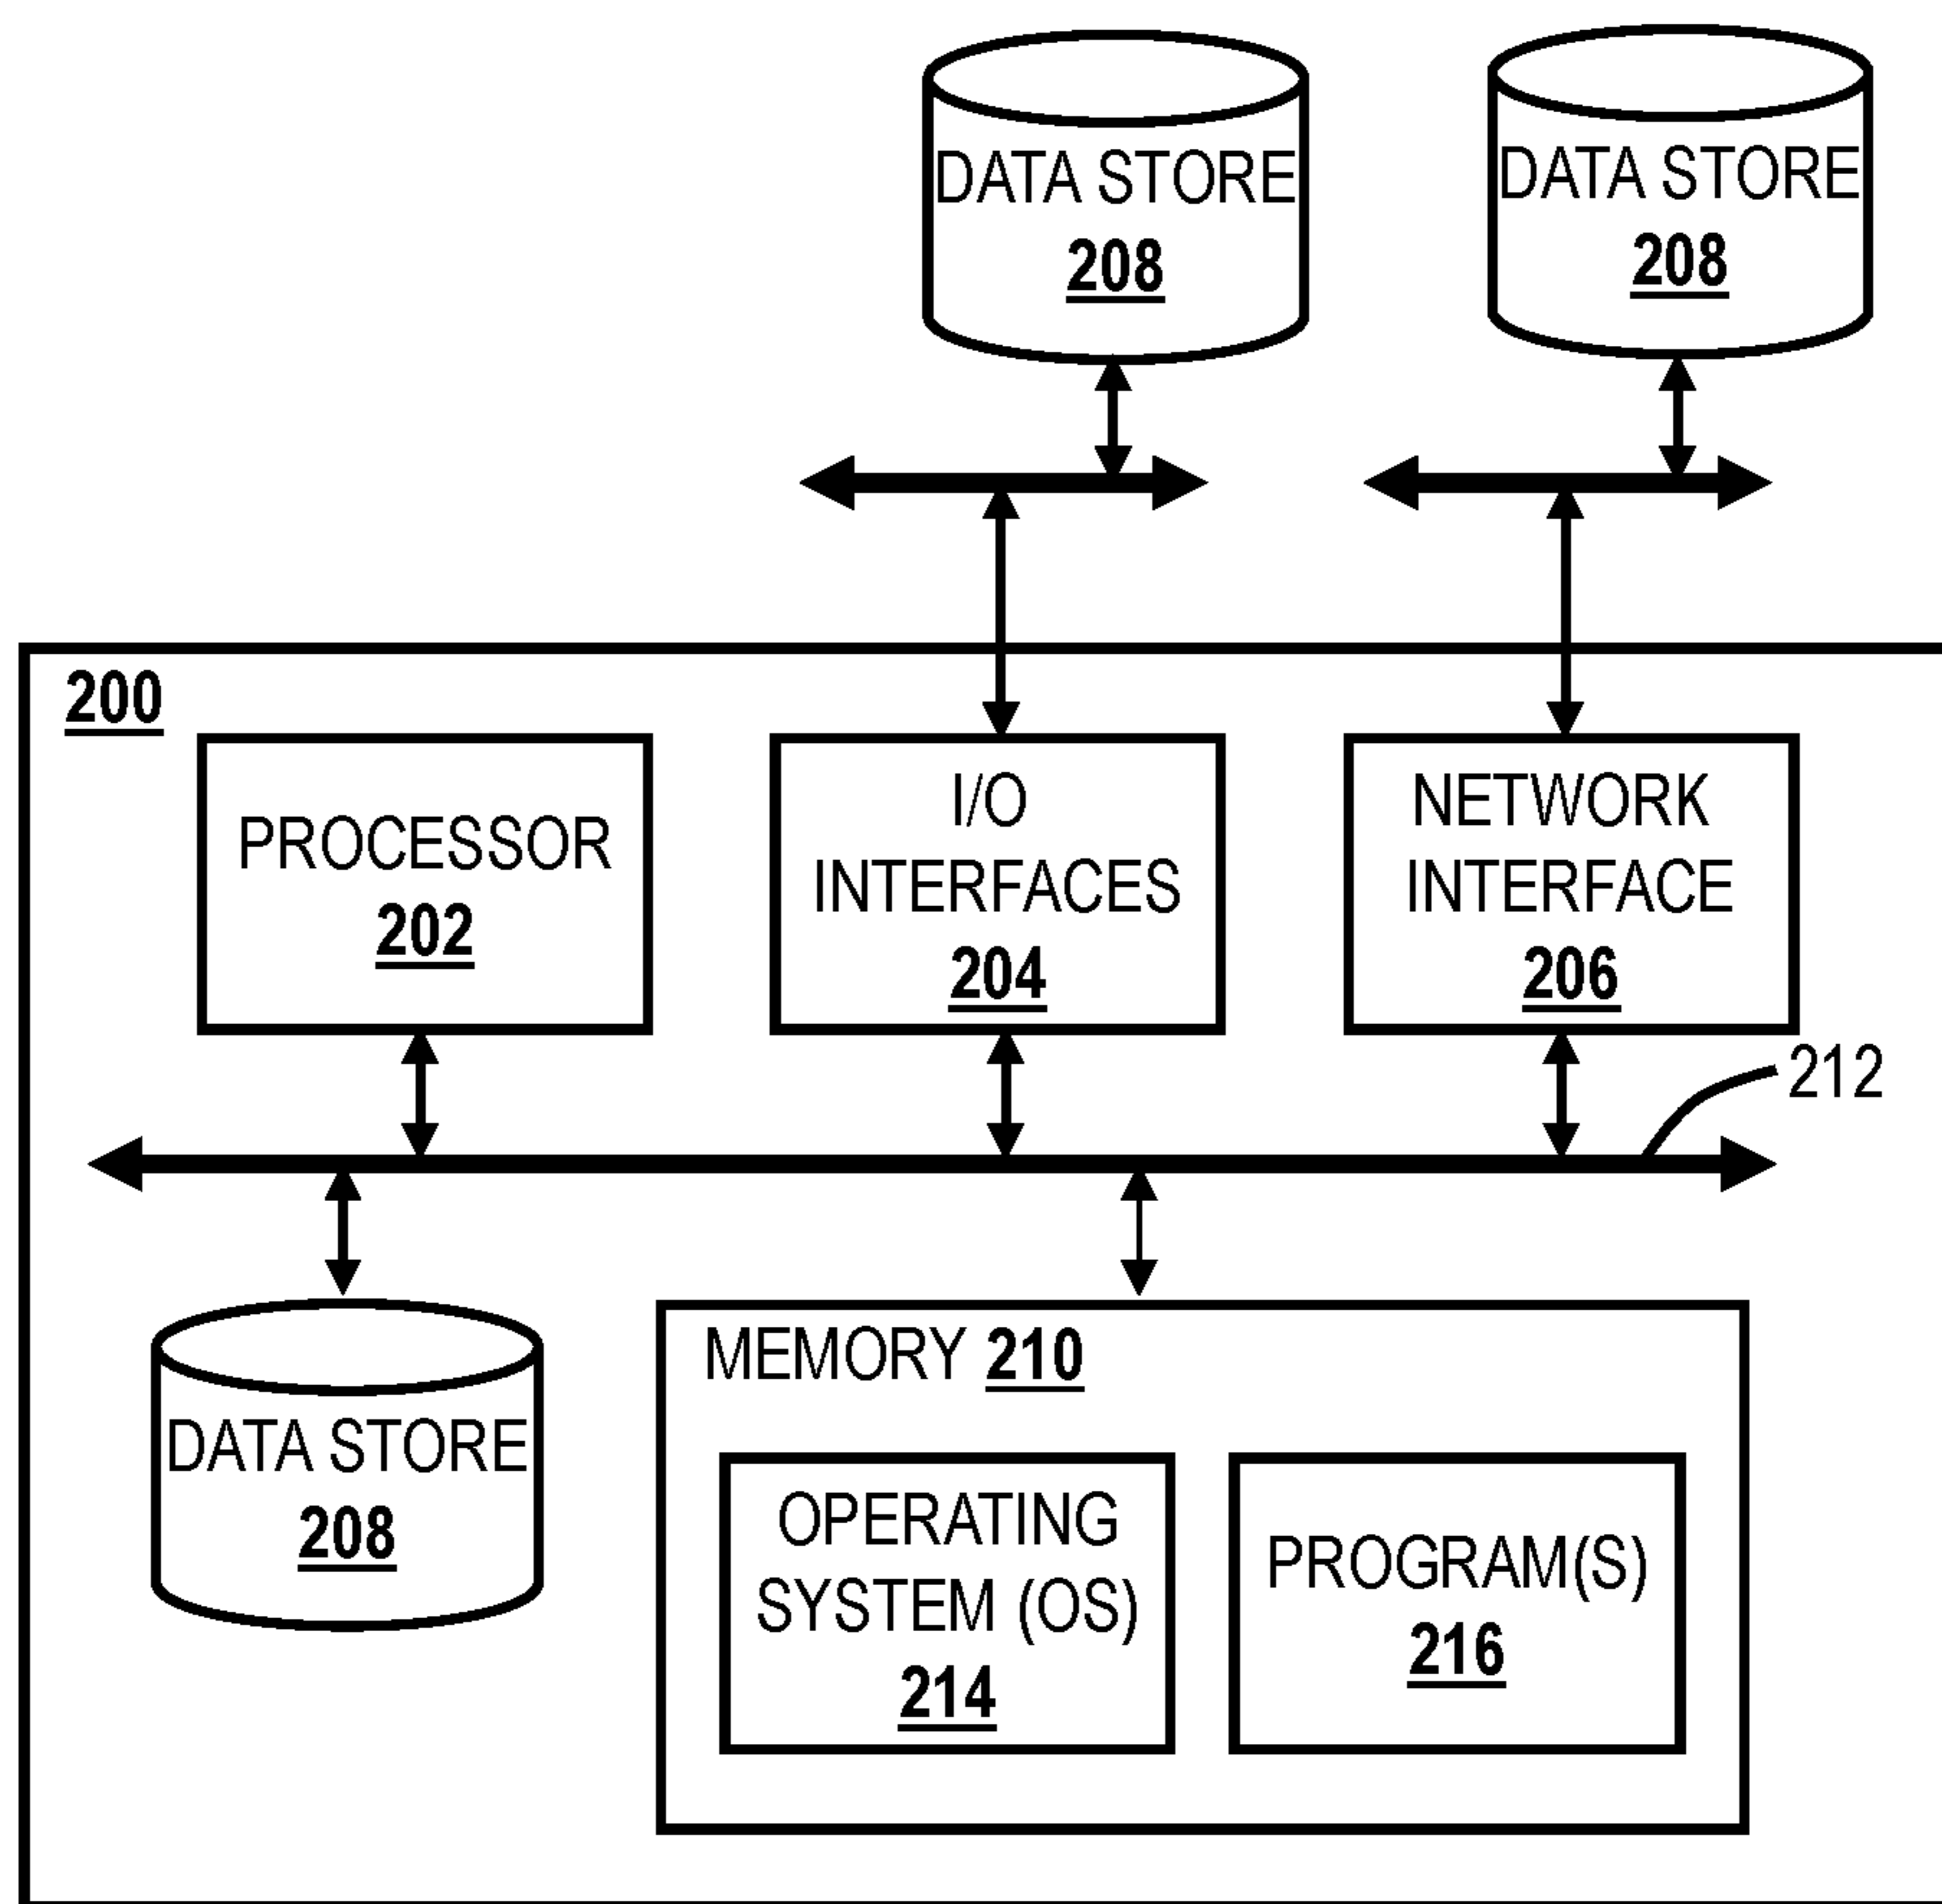 DATA STORE
208
DATA STORE
208
200
PROCESSOR
202
I/O
INTERFACES
204
NETWORK
INTERFACE
206
212
DATA STORE
208
MEMORY 210
OPERATING
SYSTEM (OS)
214
PROGRAM(S)
216